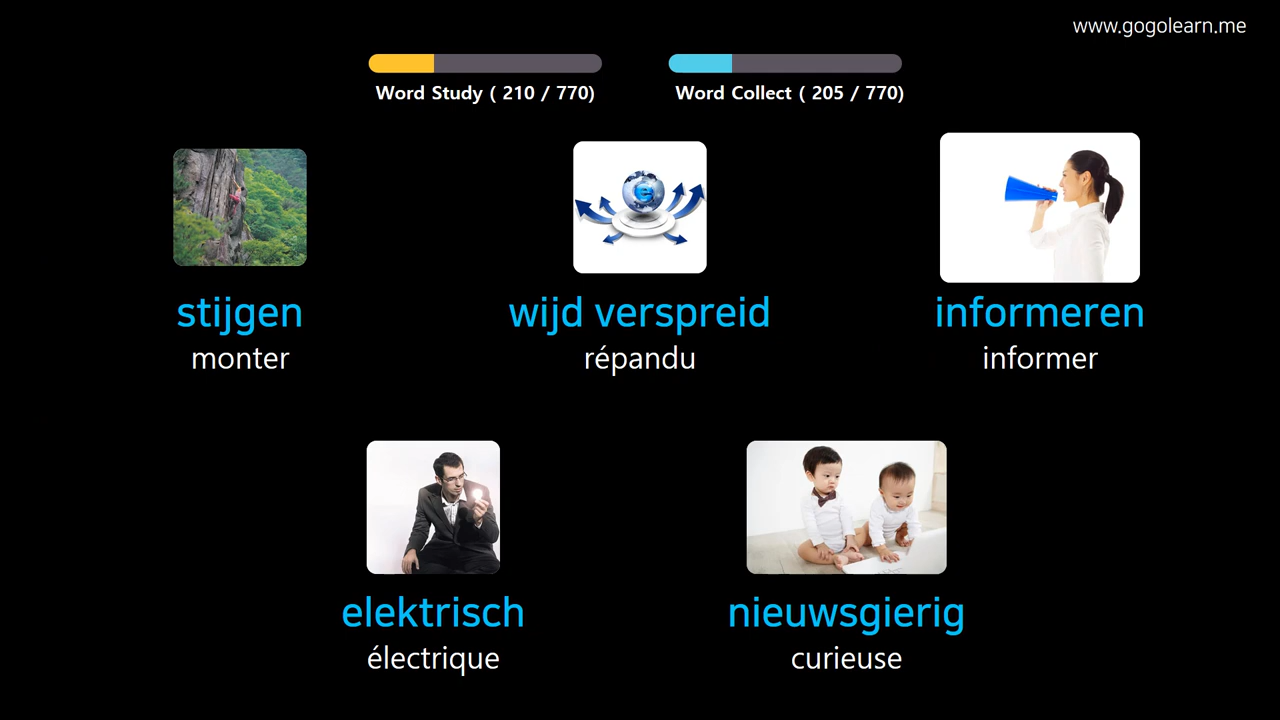 www.gogolearn.me
Word Study ( 210 / 770)
Word Collect ( 205 / 770)
stijgen
monter
wijd verspreid
répandu
informeren
informer
elektrisch
électrique
nieuwsgierig
curieuse